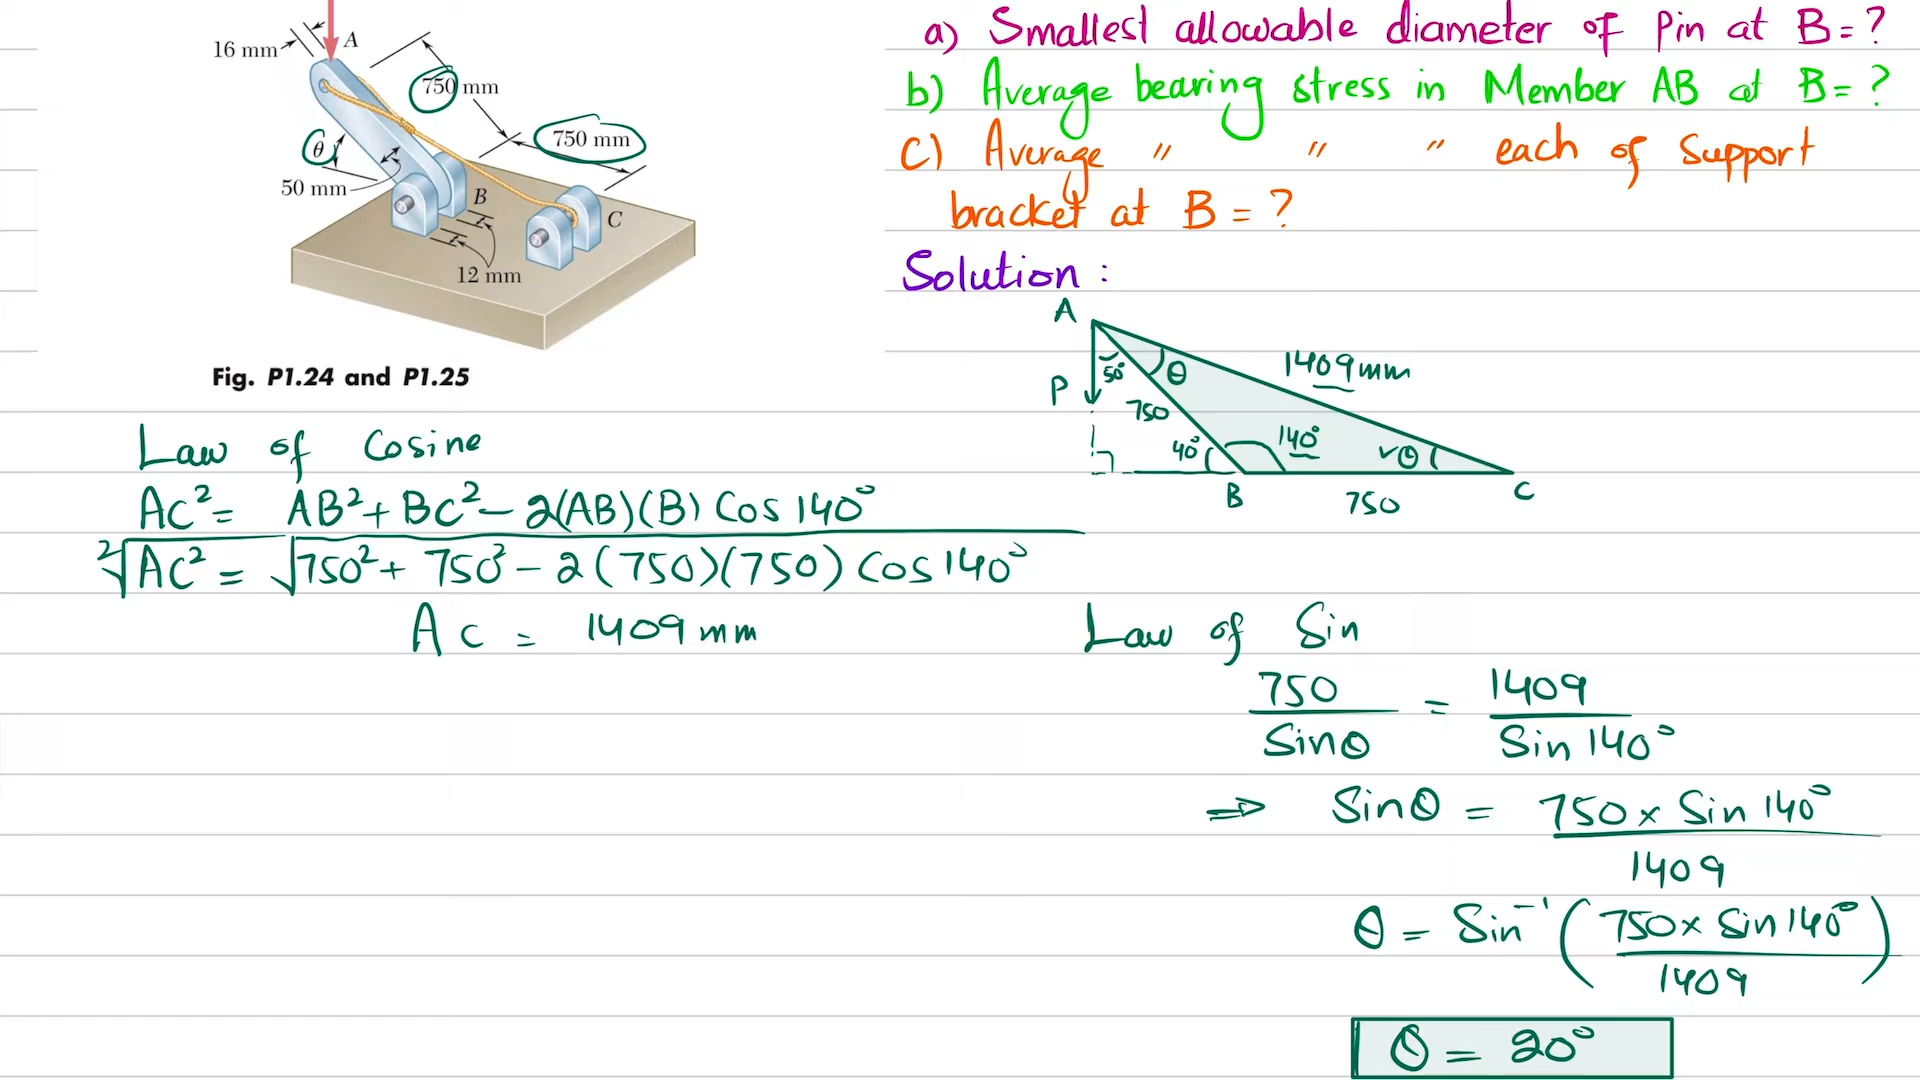 16 mm
A
750 mm
750 mm
θ
50 mm
B
C
12 mm
Fig. P1.24 and P1.25
a) Smallest allowable diameter of Pin at B=?
b) Average bearing stress in Member AB at B=?
C) Average " " " each of Support
bracket at B = ?
Solution :
A
P
50°
θ
1409mm
750
40°
140°
θ
B
750
C
Law of Cosine
AC² = AB² + BC² - 2(AB)(B) Cos 140°
²√AC² = √750² + 750² - 2(750)(750) Cos 140°
AC = 1409 mm
Law of Sin
750/Sinθ = 1409/Sin 140°
⇒ Sinθ = 750 × Sin 140°/1409
θ = Sin⁻¹ (750 × Sin 140°/1409)
θ = 20°